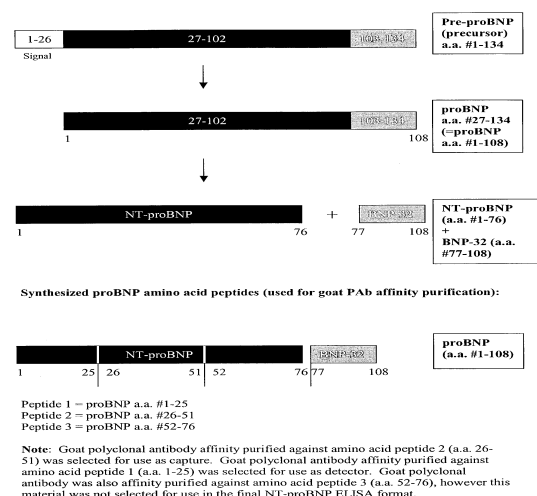 Pre-proBNP
(precursor)
a.a. #1-134
1-26
27-102
103-134
Signal
27-102
103-134
1
108
proBNP
a.a. #27-134
(=proBNP
a.a. #1-108)
NT-proBNP
+
BNP-32
1
76
77
108
NT-proBNP
(a.a. #1-76)
+
BNP-32 (a.a.
#77-108)
Synthesized proBNP amino acid peptides (used for goat PAb affinity purification):
NT-proBNP
BNP-32
1
25
26
51
52
76
77
108
proBNP
(a.a. #1-108)
Peptide 1 = proBNP a.a. #1-25
Peptide 2 = proBNP a.a. #26-51
Peptide 3 = proBNP a.a. #52-76
Note: Goat polyclonal antibody affinity purified against amino acid peptide 2 (a.a. 26-
51) was selected for use as capture. Goat polyclonal antibody affinity purified against
amino acid peptide 1 (a.a. 1-25) was selected for use as detector. Goat polyclonal
antibody was also affinity purified against amino acid peptide 3 (a.a. 52-76), however this
material was not selected for use in the final NT-proBNP ELISA format.